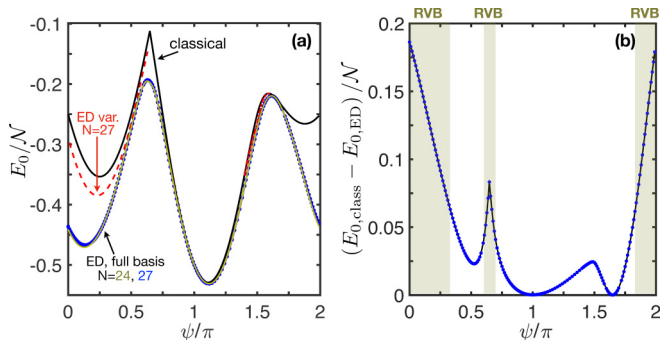 RVB RVB RVB
-0.1
-0.2
-0.3
-0.4
-0.5
E₀/𝒩
(a)
classical
ED var.
N=27
ED, full basis
N=24, 27
0 0.5 1 1.5 2
ψ/π
(b)
0.2
0.15
0.1
0.05
0
(E₀,class − E₀,ED)/𝒩
0 0.5 1 1.5 2
ψ/π